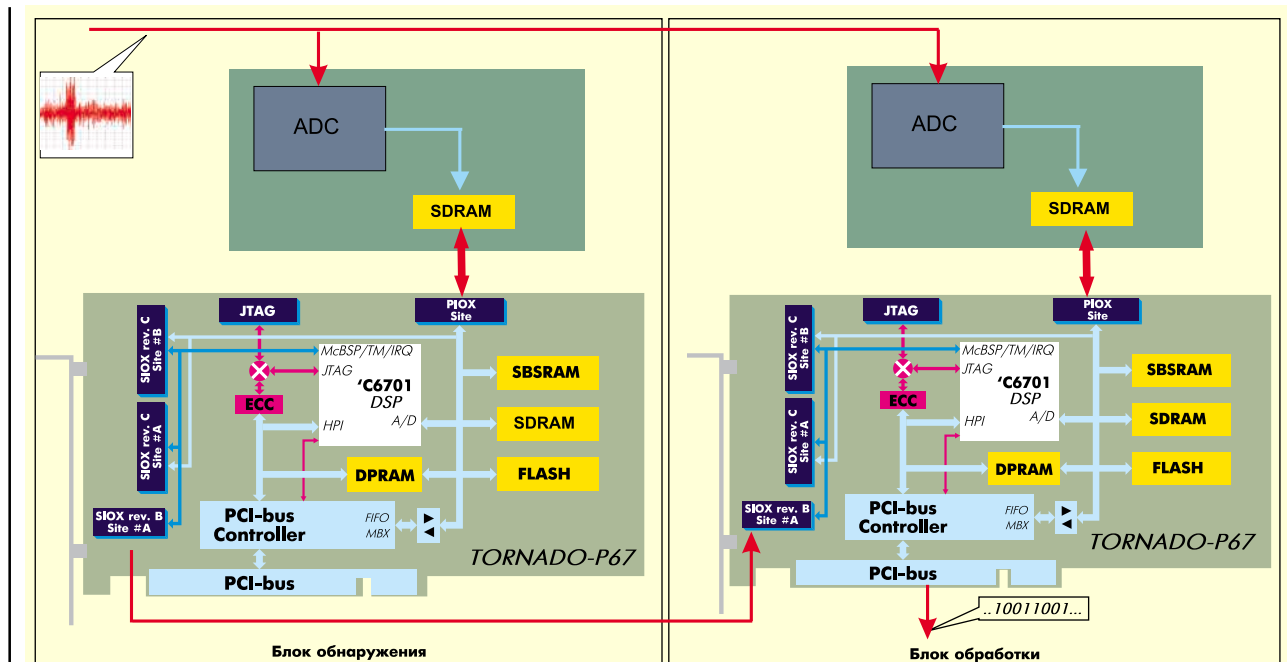 ADC
SDRAM
JTAG
PIOX
Site
SIOX rev. C
Site #B
SIOX rev. C
Site #A
SIOX rev. B
Site #A
McBSP/TM/IRQ
JTAG
'C6701
DSP
HPI
A/D
ECC
SBSRAM
SDRAM
FLASH
DPRAM
PCI-bus
Controller
FIFO
MBX
TORNADO-P67
PCI-bus
Блок обнаружения
ADC
SDRAM
JTAG
PIOX
Site
SIOX rev. C
Site #B
SIOX rev. C
Site #A
SIOX rev. B
Site #A
McBSP/TM/IRQ
JTAG
'C6701
DSP
HPI
A/D
ECC
SBSRAM
SDRAM
FLASH
DPRAM
PCI-bus
Controller
FIFO
MBX
TORNADO-P67
PCI-bus
..10011001...
Блок обработки